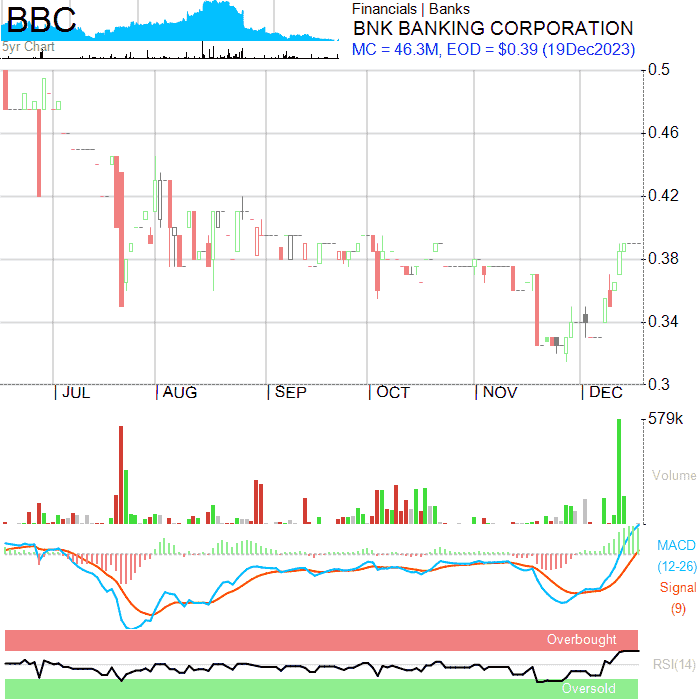 BBC
5yr Chart
Financials | Banks
BNK BANKING CORPORATION
MC = 46.3M, EOD = $0.39 (19Dec2023)
0.5
0.46
0.42
0.38
0.34
0.3
JUL
AUG
SEP
OCT
NOV
DEC
579k
Volume
MACD
(12-26)
Signal
(9)
Overbought
RSI(14)
Oversold